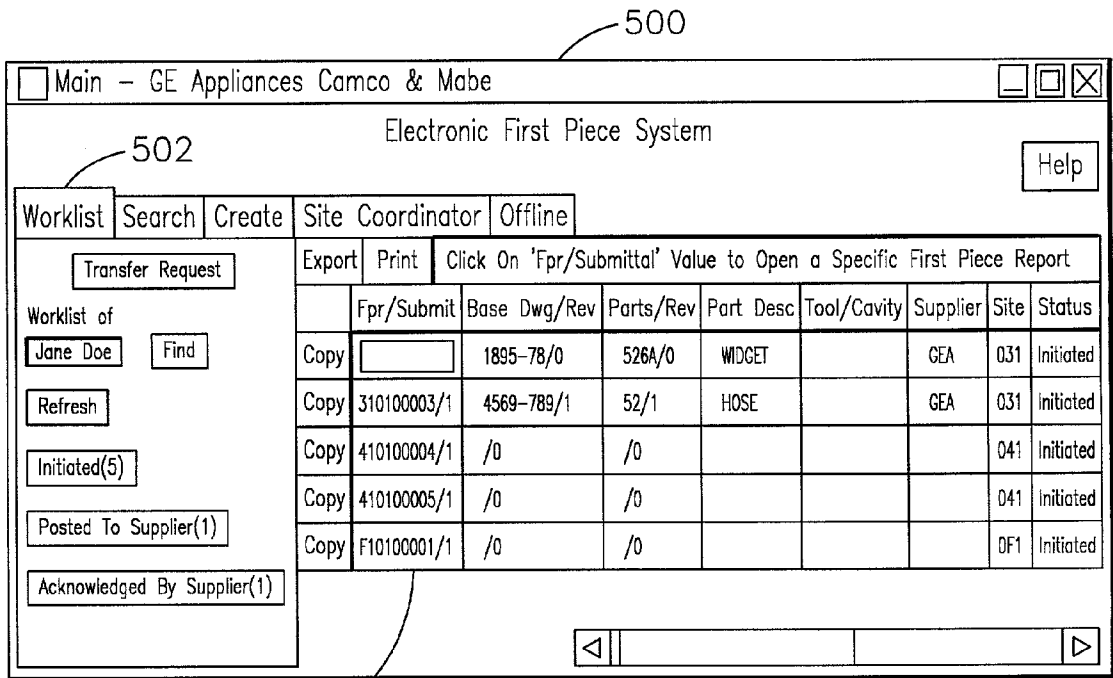 500
Main – GE Appliances Camco & Mabe
Electronic First Piece System
502
Help
Worklist Search Create Site Coordinator Offline
Transfer Request
Worklist of
Jane Doe Find
Refresh
Initiated(5)
Posted To Supplier(1)
Acknowledged By Supplier(1)
Export Print Click On 'Fpr/Submittal' Value to Open a Specific First Piece Report
Fpr/Submit Base Dwg/Rev Parts/Rev Part Desc Tool/Cavity Supplier Site Status
Copy 1895–78/0 526A/0 WIDGET GEA 031 Initiated
Copy 310100003/1 4569–789/1 52/1 HOSE GEA 031 Initiated
Copy 410100004/1 /0 /0 041 Initiated
Copy 410100005/1 /0 /0 041 Initiated
Copy F10100001/1 /0 /0 0F1 Initiated